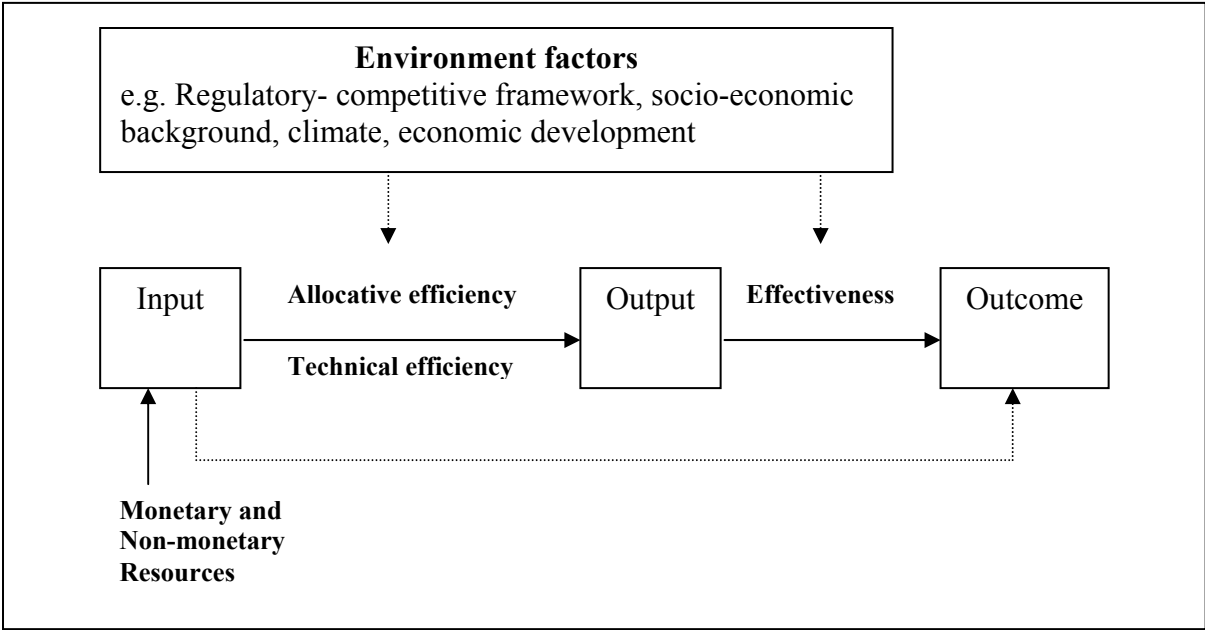 Environment factors
e.g. Regulatory- competitive framework, socio-economic
background, climate, economic development
Input
Allocative efficiency
Technical efficiency
Output
Effectiveness
Outcome
Monetary and
Non-monetary
Resources